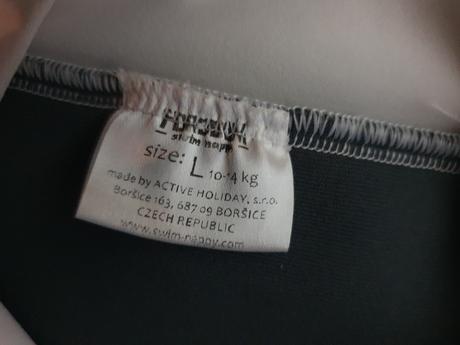 swim nappy
size: L 10-14 kg
made by ACTIVE HOLIDAY, s.r.o.
Boršice 163, 687 09 BORŠICE
CZECH REPUBLIC
www.swim-nappy.com